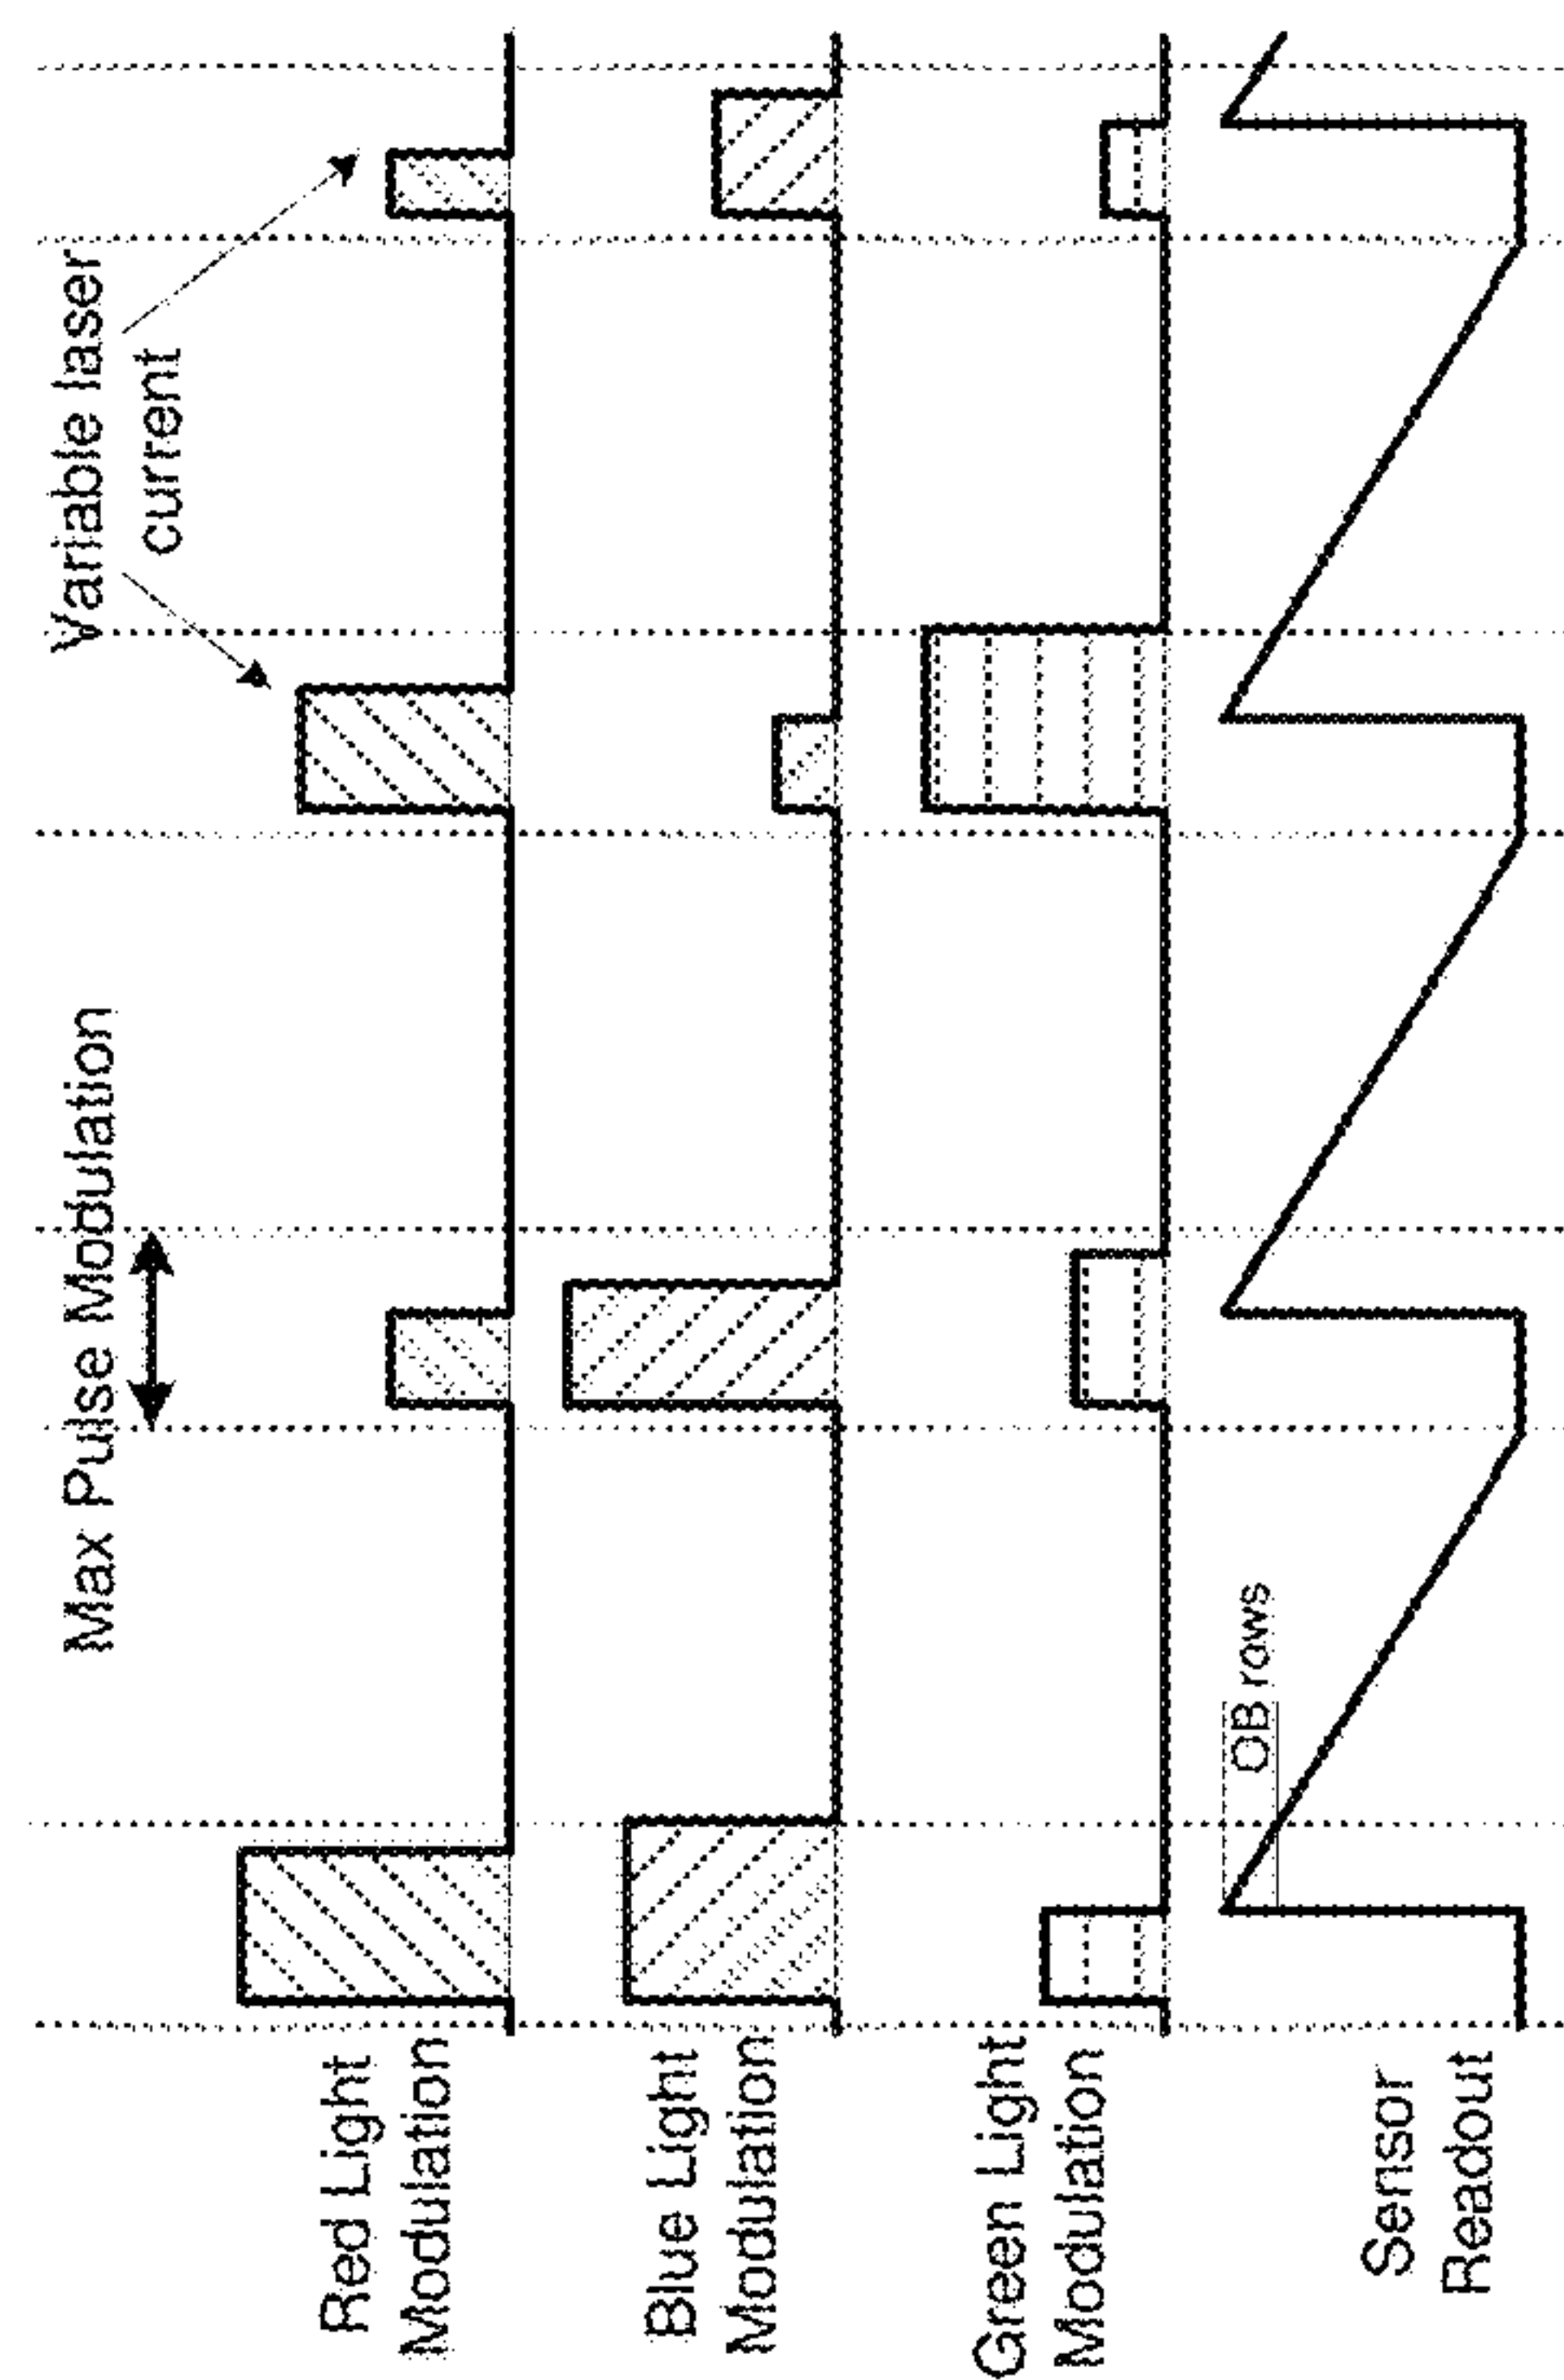 Max Pulse Modulation
Variable laser
current
Red Light
Modulation
Blue Light
Modulation
Green Light
Modulation
OB rows
Sensor
Readout